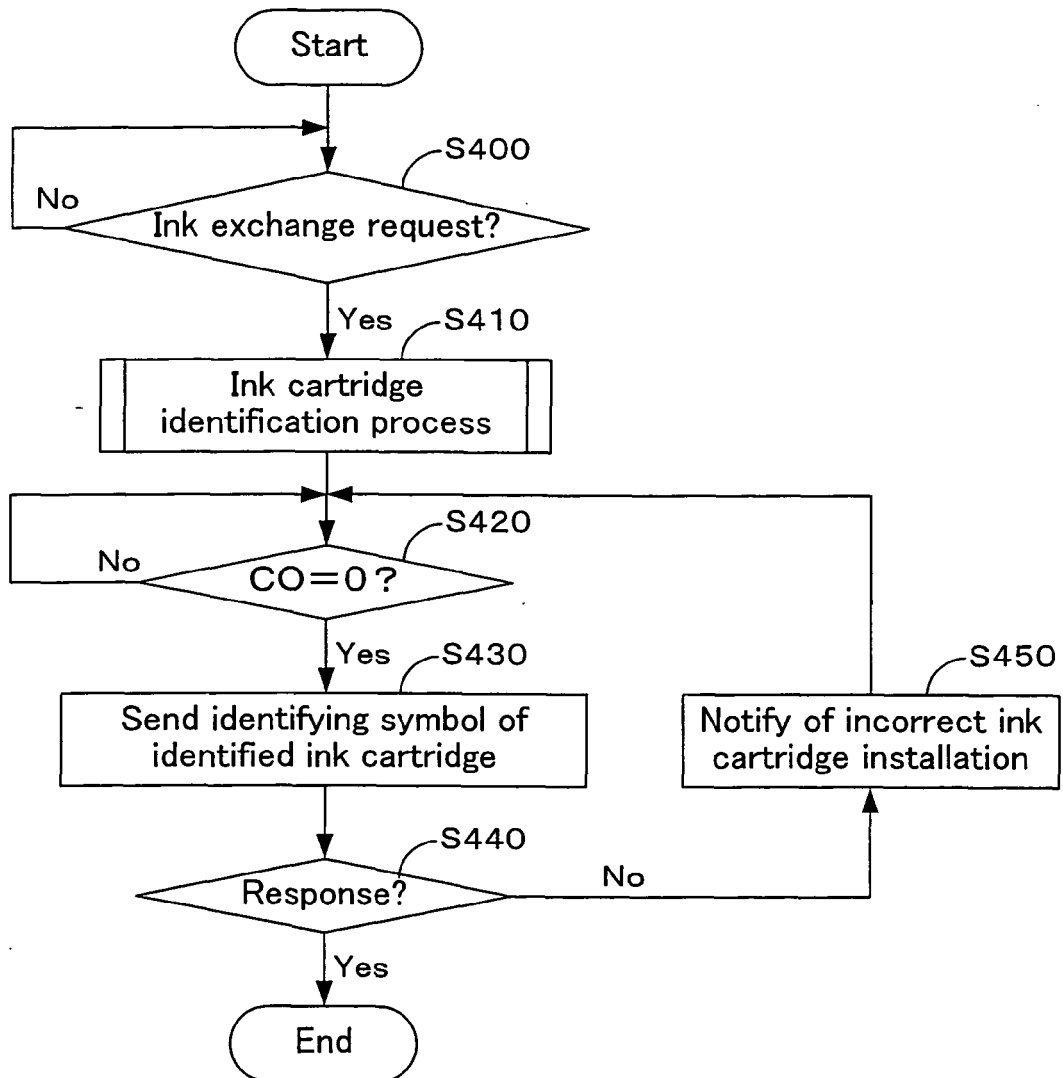 Start
S400
No
Ink exchange request?
Yes
S410
Ink cartridge
identification process
S420
No
CO=0?
Yes
S430
S450
Send identifying symbol of
identified ink cartridge
Notify of incorrect ink
cartridge installation
S440
Response?
No
Yes
End